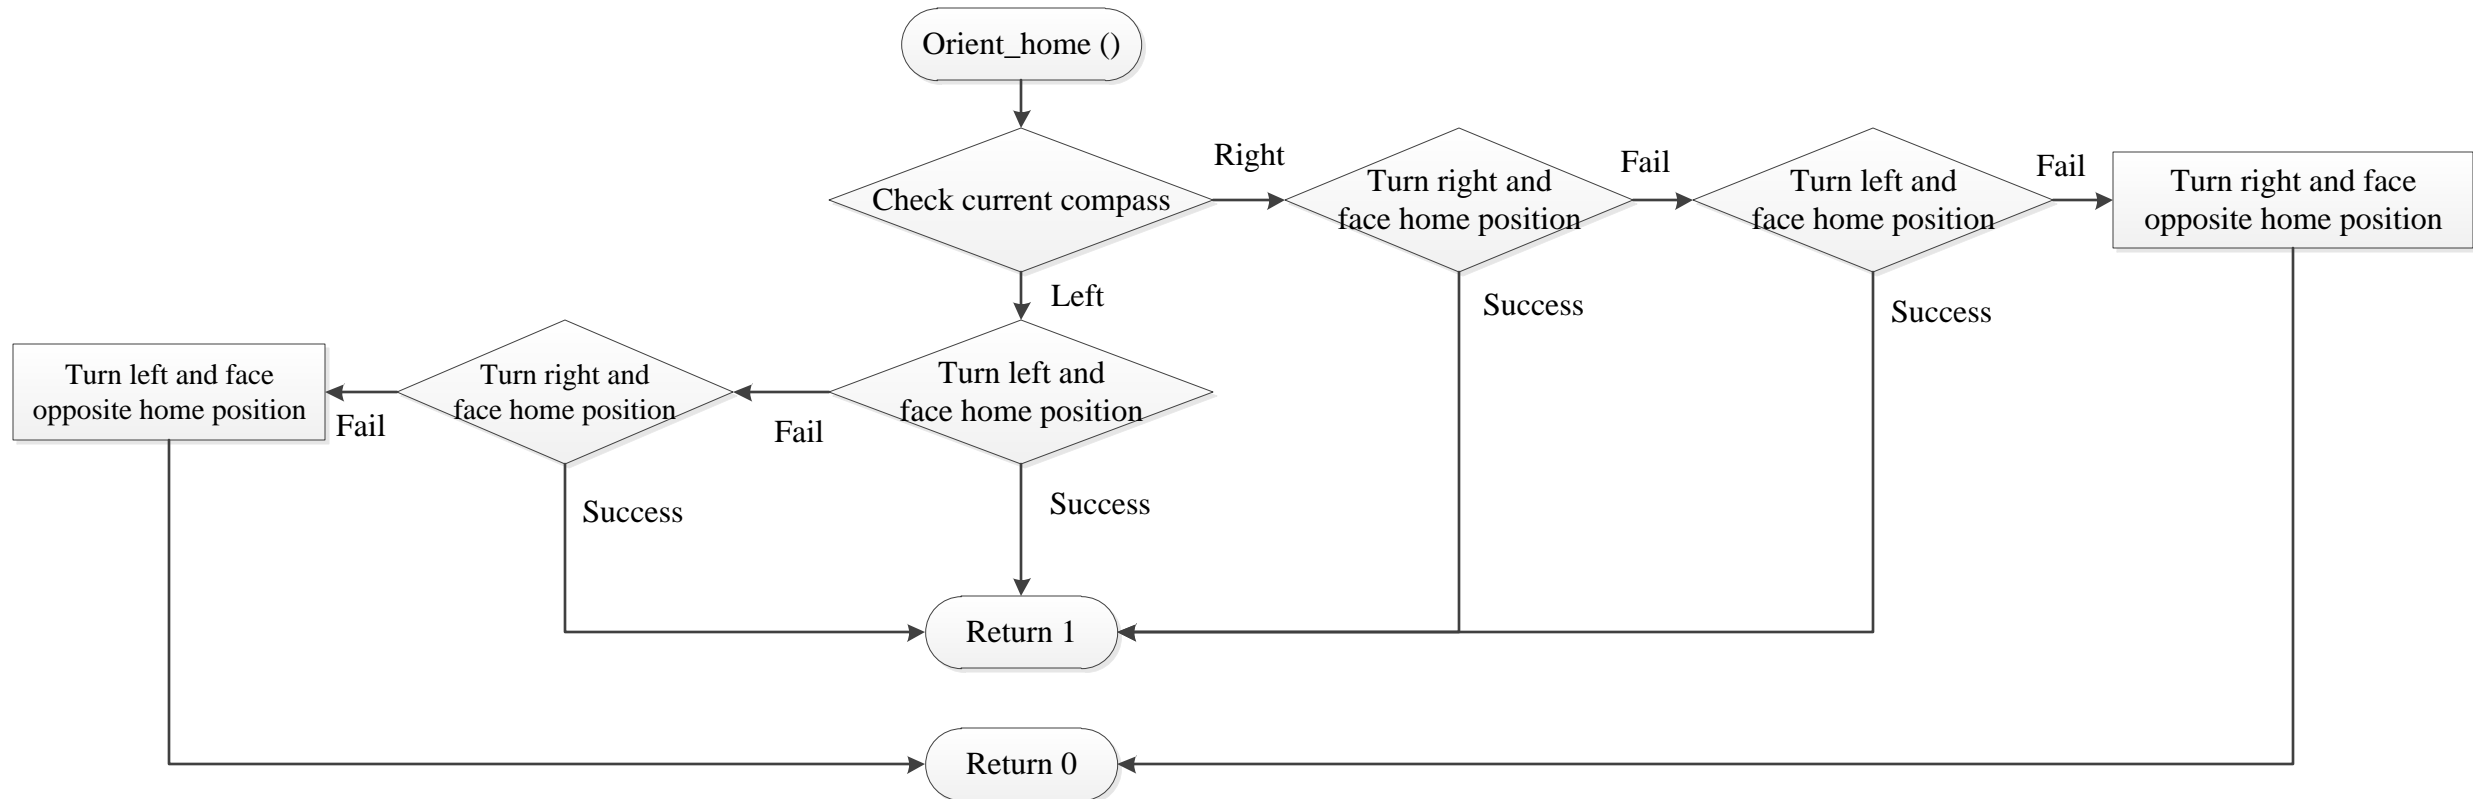 Orient_home ()
Check current compass
Right
Turn right and
face home position
Fail
Turn left and
face home position
Fail
Turn right and face
opposite home position
Left
Success
Success
Turn left and
face home position
Fail
Turn right and
face home position
Fail
Turn left and face
opposite home position
Success
Success
Return 1
Return 0